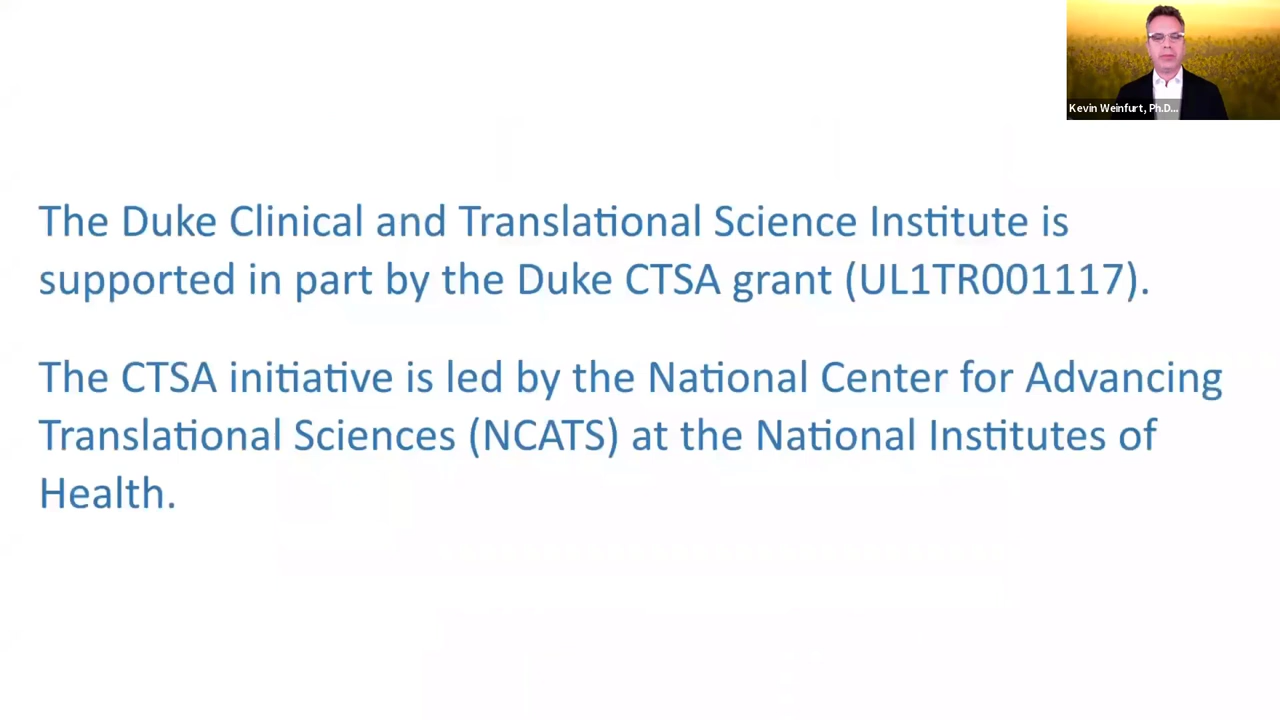 Kevin Weinfurt, Ph.D...
The Duke Clinical and Translational Science Institute is
supported in part by the Duke CTSA grant (UL1TR001117).
The CTSA initiative is led by the National Center for Advancing
Translational Sciences (NCATS) at the National Institutes of
Health.